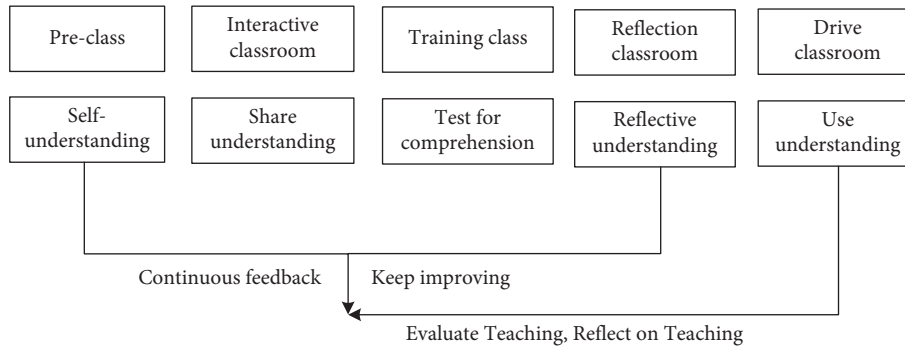 Pre-class
Interactive
classroom
Training class
Reflection
classroom
Drive
classroom
Self-
understanding
Share
understanding
Test for
comprehension
Reflective
understanding
Use
understanding
Continuous feedback
Keep improving
Evaluate Teaching, Reflect on Teaching